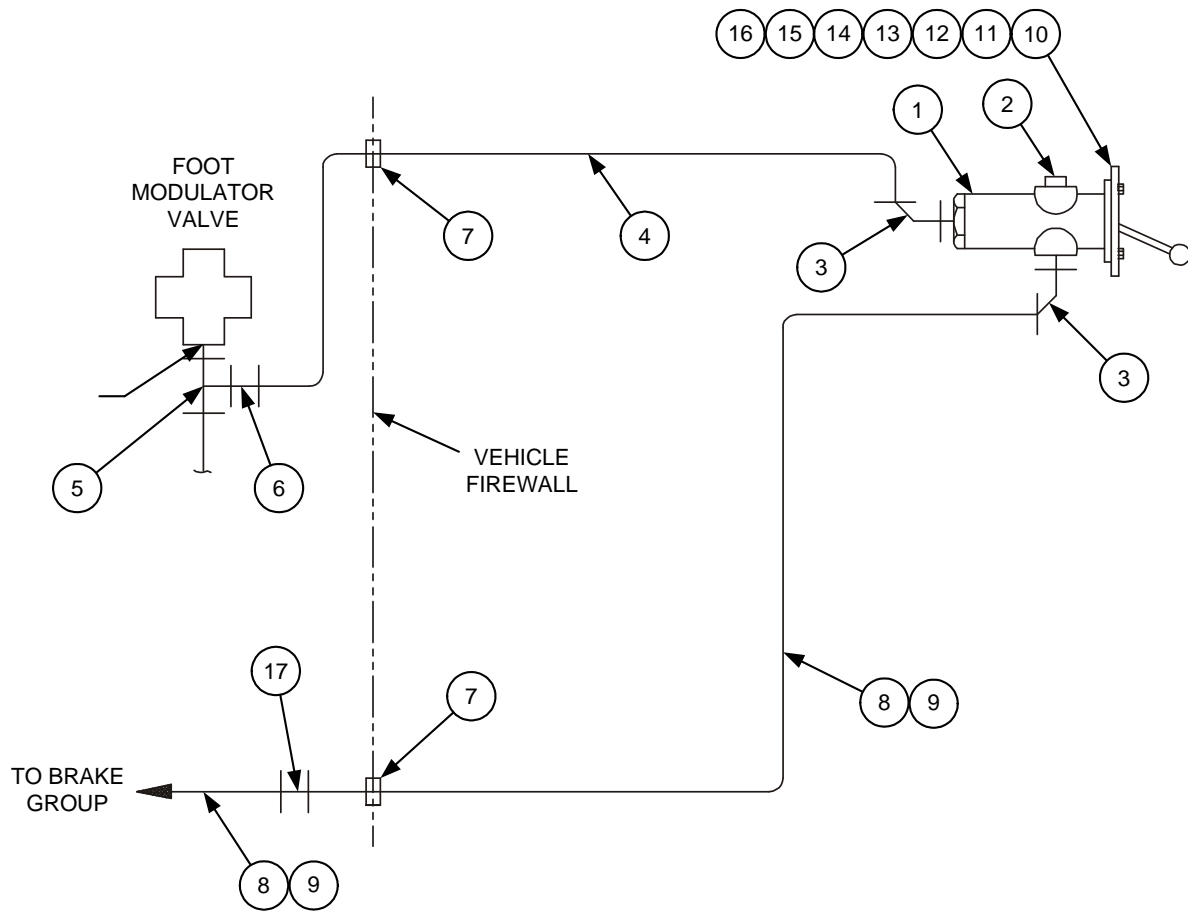 16 15 14 13 12 11 10
1
2
FOOT
MODULATOR
VALVE
7
4
3
3
5
6
VEHICLE
FIREWALL
17
7
8 9
TO BRAKE
GROUP
8 9